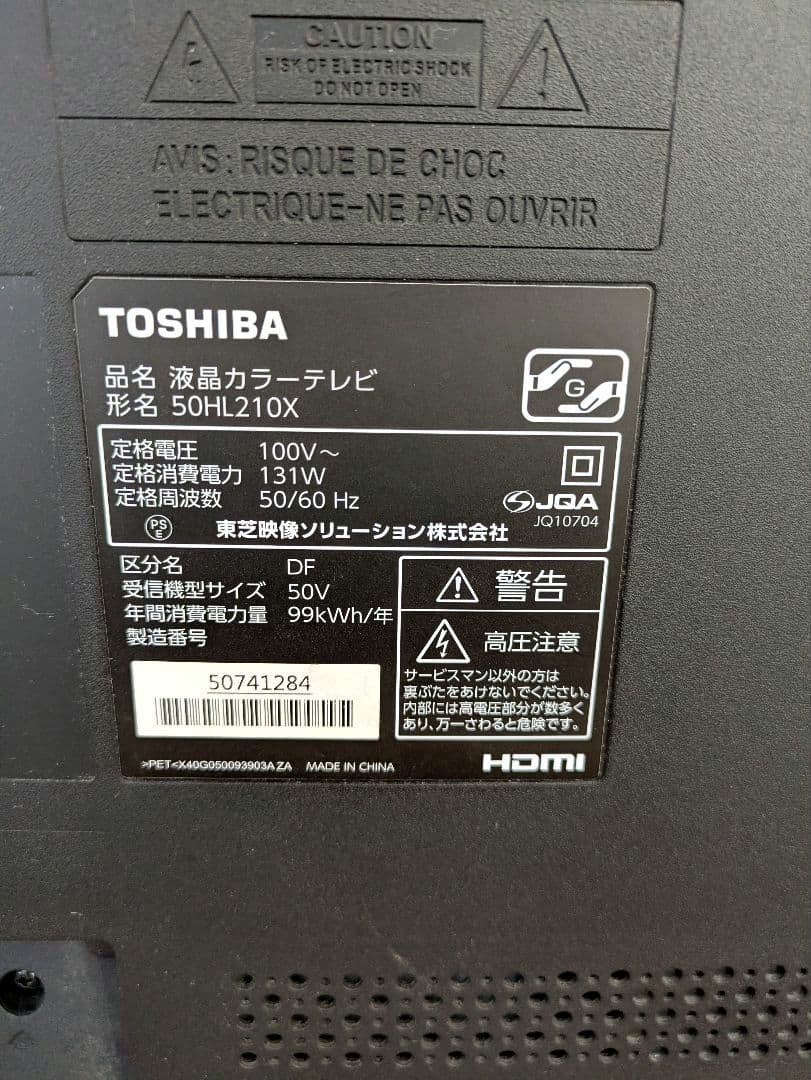 CAUTION
RISK OF ELECTRIC SHOCK
DO NOT OPEN
AVIS : RISQUE DE CHOC
ELECTRIQUE-NE PAS OUVRIR
TOSHIBA
品名 液晶カラーテレビ
形名 50HL210X
G
定格電圧 100V～
定格消費電力 131W
定格周波数 50/60 Hz
JQA
JQ10704
PS
E
東芝映像ソリューション株式会社
区分名 DF
受信機型サイズ 50V
年間消費電力量 99kWh/年
製造番号
50741284
警告
高圧注意
サービスマン以外の方は
裏ぶたをあけないでください。
内部には高電圧部分が数多く
あり、万一さわると危険です。
>PET<X40G050093903A ZA MADE IN CHINA
HDMI